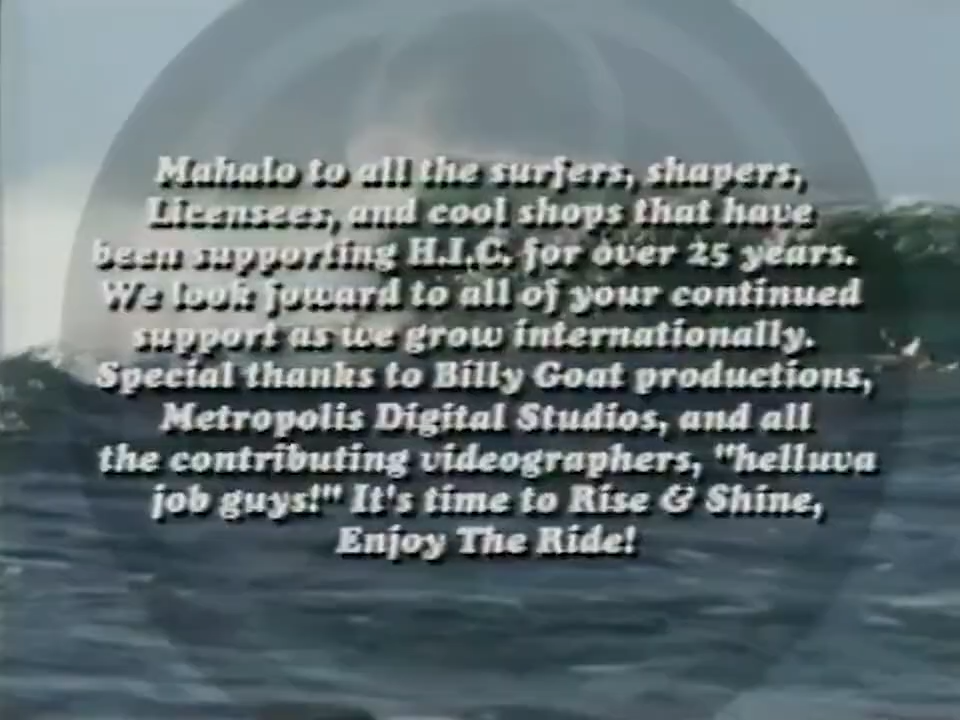 Mahalo to all the surfers, shapers,
Licensees, and cool shops that have
been supporting H.I.C. for over 25 years.
We look foward to all of your continued
support as we grow internationally.
Special thanks to Billy Goat productions,
Metropolis Digital Studios, and all
the contributing videographers, "helluva
job guys!" It's time to Rise & Shine,
Enjoy The Ride!